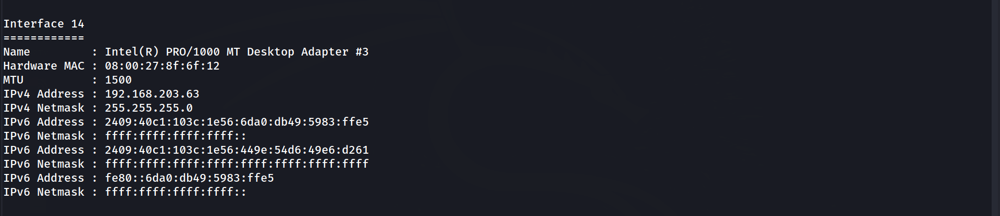 Interface 14
============
Name         : Intel(R) PRO/1000 MT Desktop Adapter #3
Hardware MAC : 08:00:27:8f:6f:12
MTU          : 1500
IPv4 Address : 192.168.203.63
IPv4 Netmask : 255.255.255.0
IPv6 Address : 2409:40c1:103c:1e56:6da0:db49:5983:ffe5
IPv6 Netmask : ffff:ffff:ffff:ffff::
IPv6 Address : 2409:40c1:103c:1e56:449e:54d6:49e6:d261
IPv6 Netmask : ffff:ffff:ffff:ffff:ffff:ffff:ffff:ffff
IPv6 Address : fe80::6da0:db49:5983:ffe5
IPv6 Netmask : ffff:ffff:ffff:ffff::